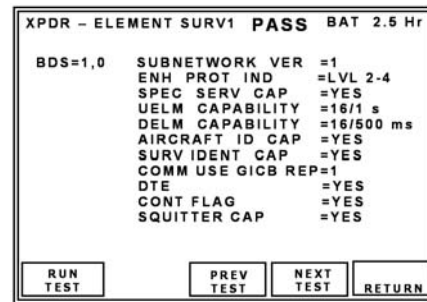 XPDR – ELEMENT SURV1 PASS BAT 2.5 Hr
BDS=1,0 SUBNETWORK VER =1
ENH PROT IND =LVL 2-4
SPEC SERV CAP =YES
UELM CAPABILITY =16/1 s
DELM CAPABILITY =16/500 ms
AIRCRAFT ID CAP =YES
SURV IDENT CAP =YES
COMM USE GICB REP=1
DTE =YES
CONT FLAG =YES
SQUITTER CAP =YES
RUN TEST PREV TEST NEXT TEST RETURN